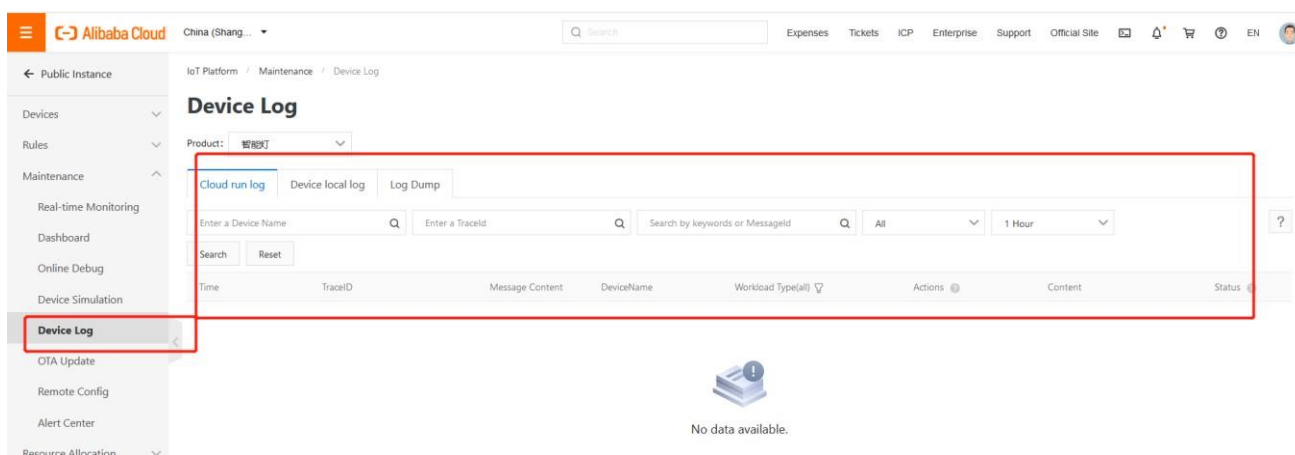 Alibaba Cloud China (Shang... Search Expenses Tickets ICP Enterprise Support Official Site EN
Public Instance
Devices
Rules
Maintenance
Real-time Monitoring
Dashboard
Online Debug
Device Simulation
Device Log
OTA Update
Remote Config
Alert Center
Resource Allocation
IoT Platform / Maintenance / Device Log
Device Log
Product: 智能灯
Cloud run log Device local log Log Dump
Enter a Device Name Enter a TraceId Search by keywords or MessageId All 1 Hour ?
Search Reset
Time TraceID Message Content DeviceName Workload Type(all) Actions Content Status
No data available.